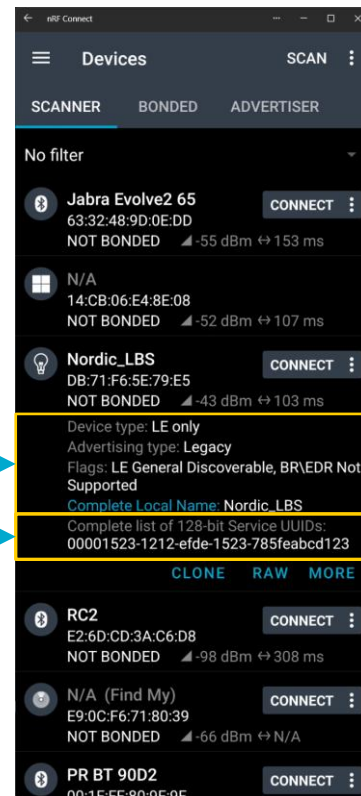 nRF Connect
Devices SCAN
SCANNER BONDED ADVERTISER
No filter
Jabra Evolve2 65 CONNECT
63:32:48:9D:0E:DD
NOT BONDED -55 dBm ↔ 153 ms
N/A
14:CB:06:E4:8E:08
NOT BONDED -52 dBm ↔ 107 ms
Nordic_LBS CONNECT
DB:71:F6:5E:79:E5
NOT BONDED -43 dBm ↔ 103 ms
Device type: LE only
Advertising type: Legacy
Flags: LE General Discoverable, BR\EDR Not
Supported
Complete Local Name: Nordic_LBS
Complete list of 128-bit Service UUIDs:
00001523-1212-efde-1523-785feabcd123
CLONE RAW MORE
RC2 CONNECT
E2:6D:CD:3A:C6:D8
NOT BONDED -98 dBm ↔ 308 ms
N/A (Find My) CONNECT
E9:0C:F6:71:80:39
NOT BONDED -66 dBm ↔ N/A
PR BT 90D2 CONNECT